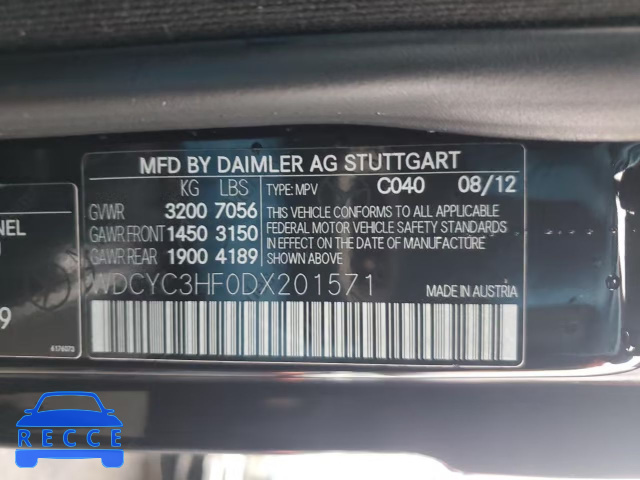 MFD BY DAIMLER AG STUTTGART
KG LBS TYPE: MPV C040 08/12
GVWR 3200 7056
GAWR FRONT 1450 3150
GAWR REAR 1900 4189
THIS VEHICLE CONFORMS TO ALL APPLICABLE
FEDERAL MOTOR VEHICLE SAFETY STANDARDS
IN EFFECT ON THE DATE OF MANUFACTURE
SHOWN ABOVE
WDCYC3HF0DX201571
MADE IN AUSTRIA
NEL
9
6176073
RECCE